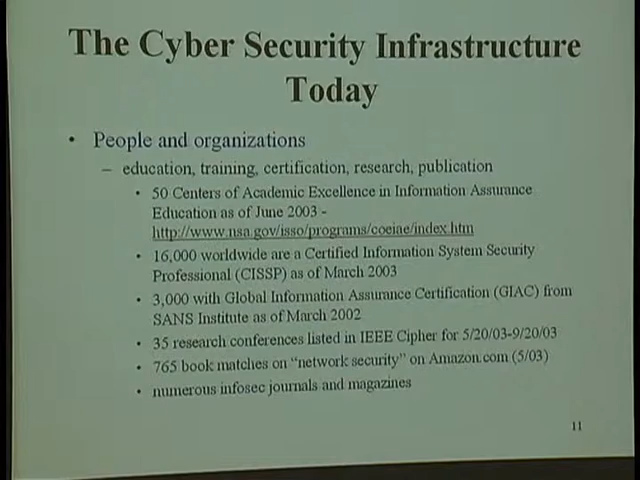 The Cyber Security Infrastructure
Today
• People and organizations
– education, training, certification, research, publication
• 50 Centers of Academic Excellence in Information Assurance
Education as of June 2003 -
http://www.nsa.gov/isso/programs/coeiae/index.htm
• 16,000 worldwide are a Certified Information System Security
Professional (CISSP) as of March 2003
• 3,000 with Global Information Assurance Certification (GIAC) from
SANS Institute as of March 2002
• 35 research conferences listed in IEEE Cipher for 5/20/03-9/20/03
• 765 book matches on “network security” on Amazon.com (5/03)
• numerous infosec journals and magazines
11